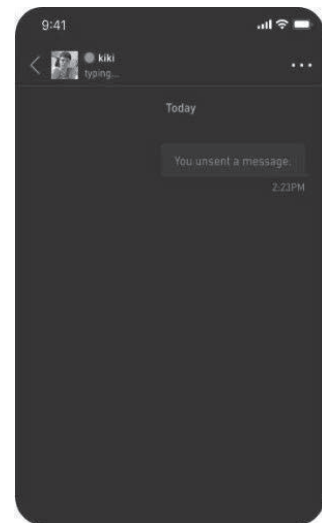 9:41
kiki
typing...
Today
You unsent a message.
2:23PM